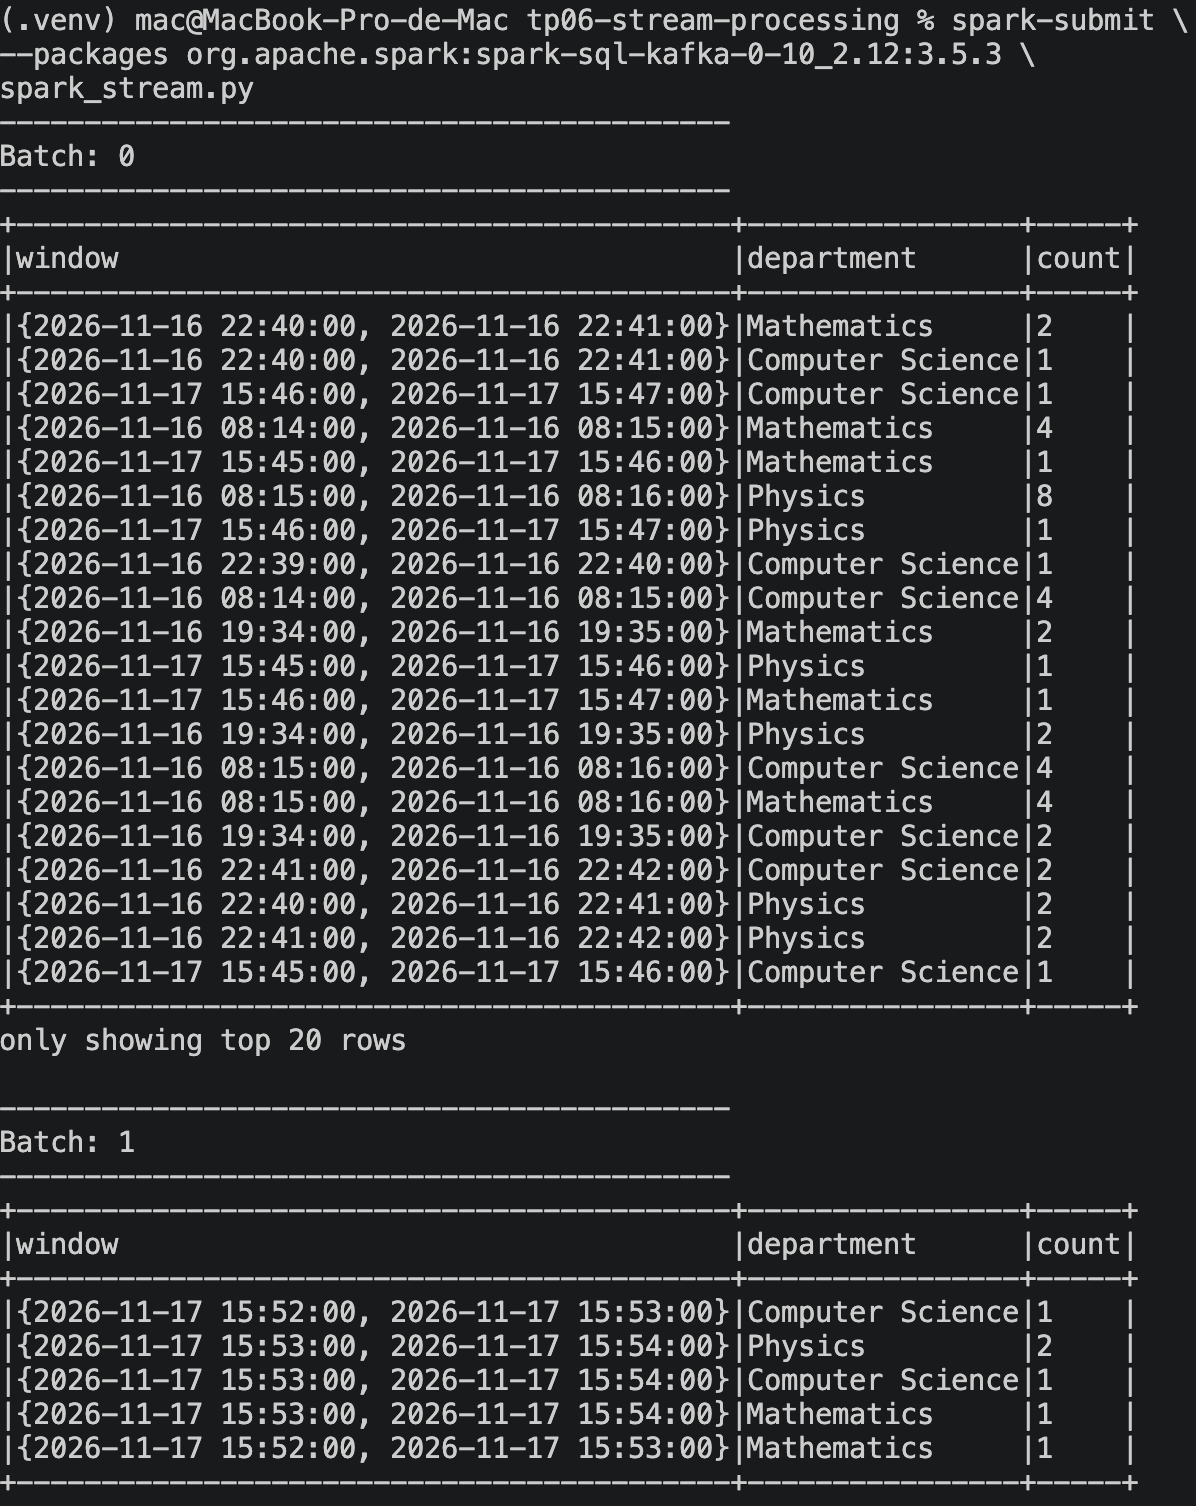 (.venv) mac@MacBook-Pro-de-Mac tp06-stream-processing % spark-submit \
--packages org.apache.spark:spark-sql-kafka-0-10_2.12:3.5.3 \
spark_stream.py
-------------------------------------------
Batch: 0
-------------------------------------------
+------------------------------------------+----------------+-----+
|window                                    |department      |count|
+------------------------------------------+----------------+-----+
|{2026-11-16 22:40:00, 2026-11-16 22:41:00}|Mathematics     |2    |
|{2026-11-16 22:40:00, 2026-11-16 22:41:00}|Computer Science|1    |
|{2026-11-17 15:46:00, 2026-11-17 15:47:00}|Computer Science|1    |
|{2026-11-16 08:14:00, 2026-11-16 08:15:00}|Mathematics     |4    |
|{2026-11-17 15:45:00, 2026-11-17 15:46:00}|Mathematics     |1    |
|{2026-11-16 08:15:00, 2026-11-16 08:16:00}|Physics         |8    |
|{2026-11-17 15:46:00, 2026-11-17 15:47:00}|Physics         |1    |
|{2026-11-16 22:39:00, 2026-11-16 22:40:00}|Computer Science|1    |
|{2026-11-16 08:14:00, 2026-11-16 08:15:00}|Computer Science|4    |
|{2026-11-16 19:34:00, 2026-11-16 19:35:00}|Mathematics     |2    |
|{2026-11-17 15:45:00, 2026-11-17 15:46:00}|Physics         |1    |
|{2026-11-17 15:46:00, 2026-11-17 15:47:00}|Mathematics     |1    |
|{2026-11-16 19:34:00, 2026-11-16 19:35:00}|Physics         |2    |
|{2026-11-16 08:15:00, 2026-11-16 08:16:00}|Computer Science|4    |
|{2026-11-16 08:15:00, 2026-11-16 08:16:00}|Mathematics     |4    |
|{2026-11-16 19:34:00, 2026-11-16 19:35:00}|Computer Science|2    |
|{2026-11-16 22:41:00, 2026-11-16 22:42:00}|Computer Science|2    |
|{2026-11-16 22:40:00, 2026-11-16 22:41:00}|Physics         |2    |
|{2026-11-16 22:41:00, 2026-11-16 22:42:00}|Physics         |2    |
|{2026-11-17 15:45:00, 2026-11-17 15:46:00}|Computer Science|1    |
+------------------------------------------+----------------+-----+
only showing top 20 rows

-------------------------------------------
Batch: 1
-------------------------------------------
+------------------------------------------+----------------+-----+
|window                                    |department      |count|
+------------------------------------------+----------------+-----+
|{2026-11-17 15:52:00, 2026-11-17 15:53:00}|Computer Science|1    |
|{2026-11-17 15:53:00, 2026-11-17 15:54:00}|Physics         |2    |
|{2026-11-17 15:53:00, 2026-11-17 15:54:00}|Computer Science|1    |
|{2026-11-17 15:53:00, 2026-11-17 15:54:00}|Mathematics     |1    |
|{2026-11-17 15:52:00, 2026-11-17 15:53:00}|Mathematics     |1    |
+------------------------------------------+----------------+-----+